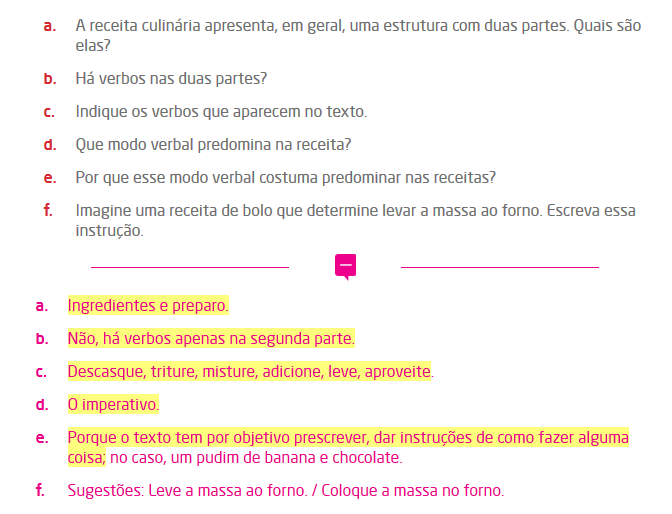 a. A receita culinária apresenta, em geral, uma estrutura com duas partes. Quais são
elas?
b. Há verbos nas duas partes?
c. Indique os verbos que aparecem no texto.
d. Que modo verbal predomina na receita?
e. Por que esse modo verbal costuma predominar nas receitas?
f. Imagine uma receita de bolo que determine levar a massa ao forno. Escreva essa
instrução.
a. Ingredientes e preparo.
b. Não, há verbos apenas na segunda parte.
c. Descasque, triture, misture, adicione, leve, aproveite.
d. O imperativo.
e. Porque o texto tem por objetivo prescrever, dar instruções de como fazer alguma
coisa; no caso, um pudim de banana e chocolate.
f. Sugestões: Leve a massa ao forno. / Coloque a massa no forno.